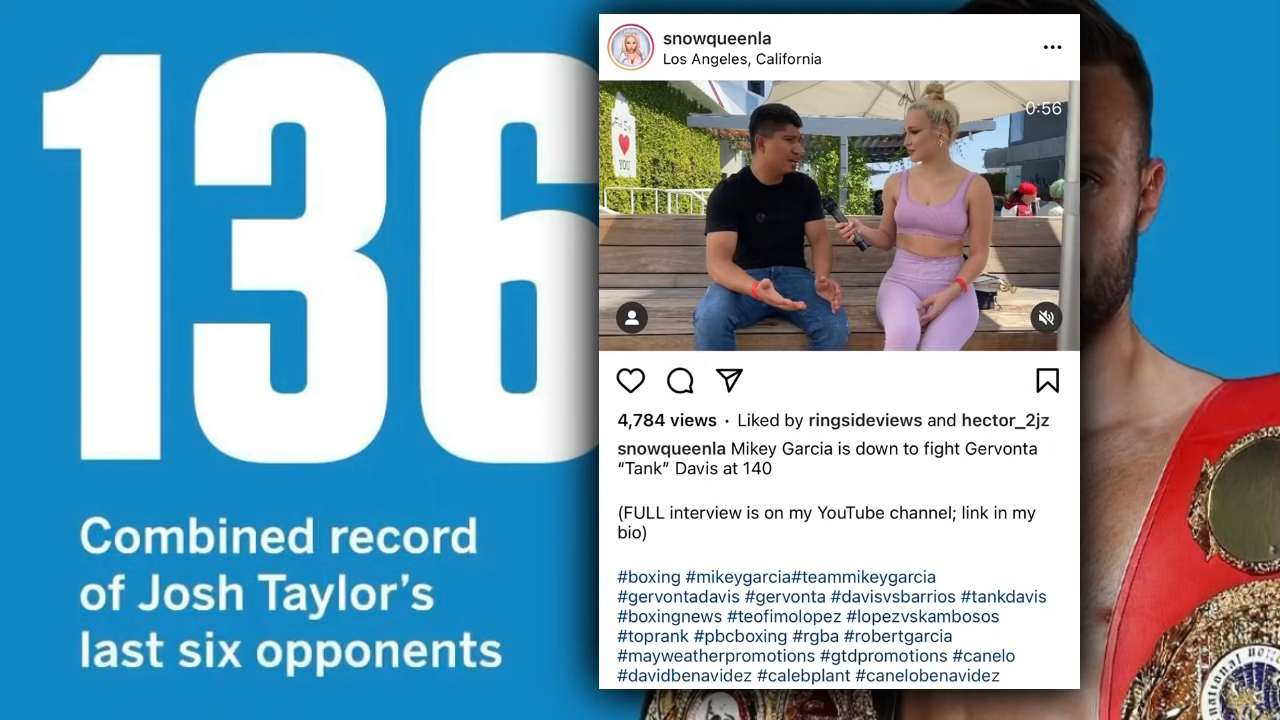 136
Combined record
of Josh Taylor’s
last six opponents
snowqueenla
Los Angeles, California
0:56
YOU
4,784 views · Liked by ringsideviews and hector_2jz
snowqueenla Mikey Garcia is down to fight Gervonta
“Tank” Davis at 140
(FULL interview is on my YouTube channel; link in my
bio)
#boxing #mikeygarcia#teammikeygarcia
#gervontadavis #gervonta #davisvsbarrios #tankdavis
#boxingnews #teofimolopez #lopezvskambosos
#toprank #pbcboxing #rgba #robertgarcia
#mayweatherpromotions #gtdpromotions #canelo
#davidbenavidez #calebplant #canelobenavidez